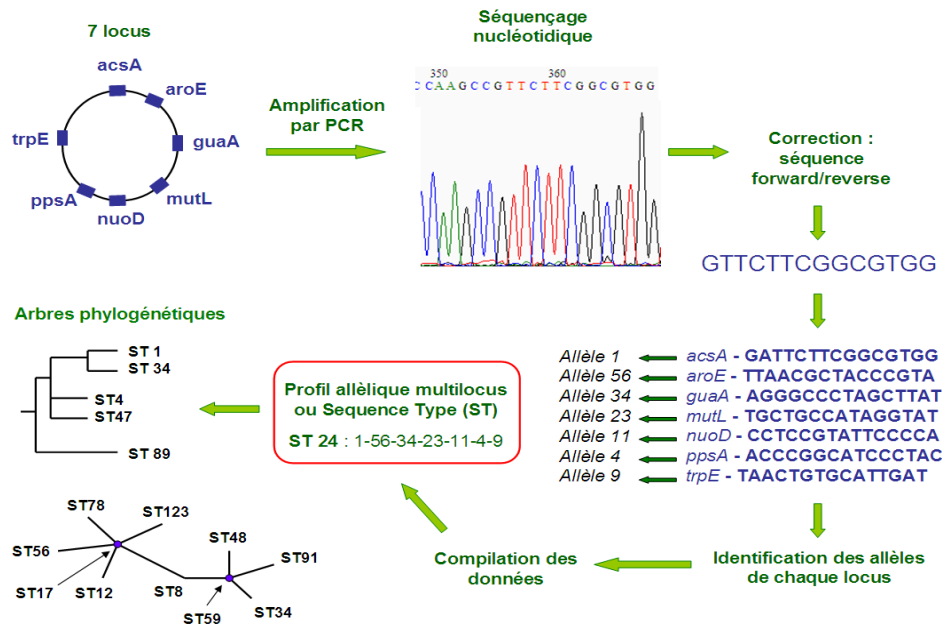 7 locus
acsA
aroE
trpE
guaA
ppsA
mutL
nuoD
Amplification
par PCR
Séquençage
nucléotidique
350 360
C C A A G C C G T T C T T C G G C G T G G
Correction :
séquence
forward/reverse
GTTCTTCGGCGTGG
Allèle 1 acsA - GATTCTTCGGCGTGG
Allèle 56 aroE - TTAACGCTACCCGTA
Allèle 34 guaA - AGGGCCCTAGCTTAT
Allèle 23 mutL - TGCTGCCATAGGTAT
Allèle 11 nuoD - CCTCCGTATTCCCCA
Allèle 4 ppsA - ACCCGGCATCCCTAC
Allèle 9 trpE - TAACTGTGCATTGAT
Identification des allèles
de chaque locus
Compilation des
données
Profil allèlique multilocus
ou Sequence Type (ST)
ST 24 : 1-56-34-23-11-4-9
Arbres phylogénétiques
ST 1
ST 34
ST4
ST47
ST 89
ST78
ST123
ST56
ST48
ST91
ST17
ST12
ST8
ST59
ST34